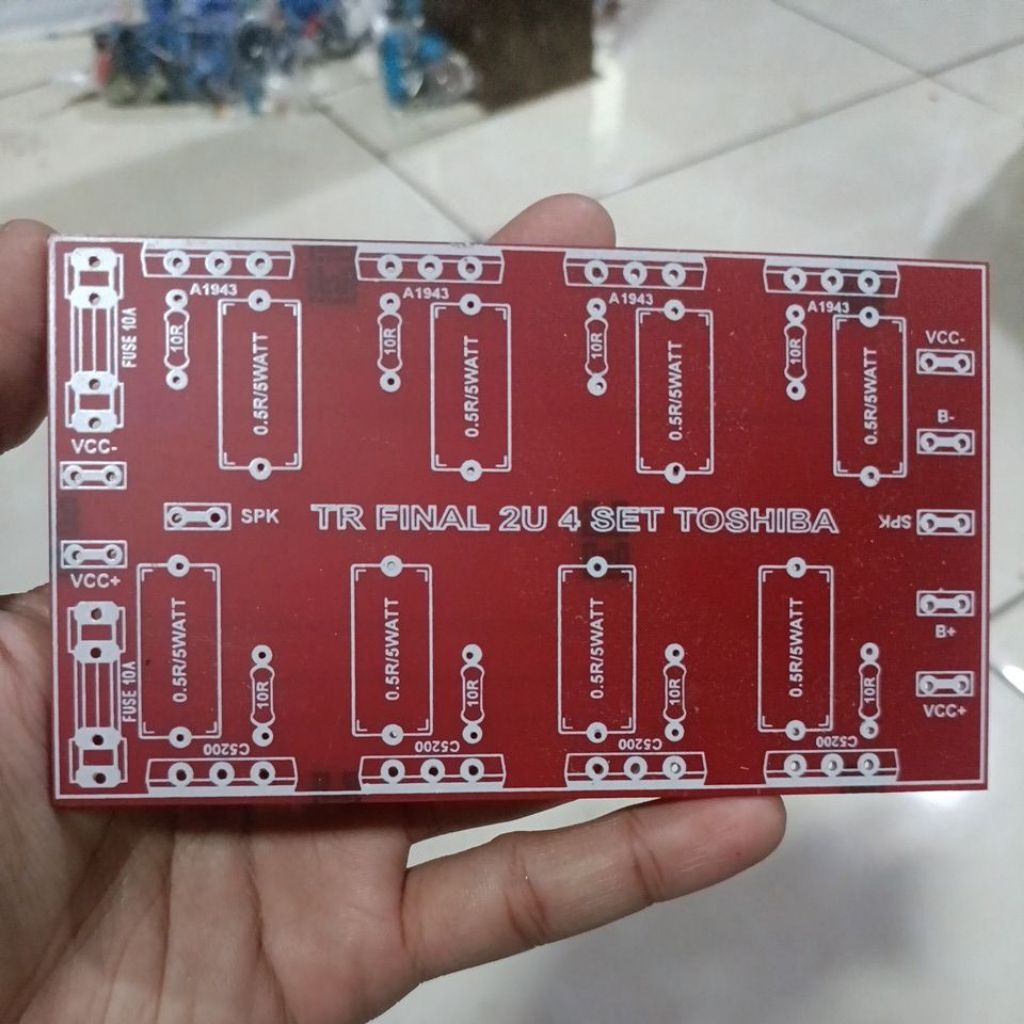 A1943
A1943
A1943
A1943
FUSE 10A
10R
0.5R/5WATT
10R
0.5R/5WATT
10R
0.5R/5WATT
10R
0.5R/5WATT
VCC-
VCC-
B-
SPK
TR FINAL 2U 4 SET TOSHIBA
SPK
VCC+
B+
VCC+
FUSE 10A
0.5R/5WATT
10R
0.5R/5WATT
10R
0.5R/5WATT
10R
0.5R/5WATT
10R
C5200
C5200
C5200
C5200